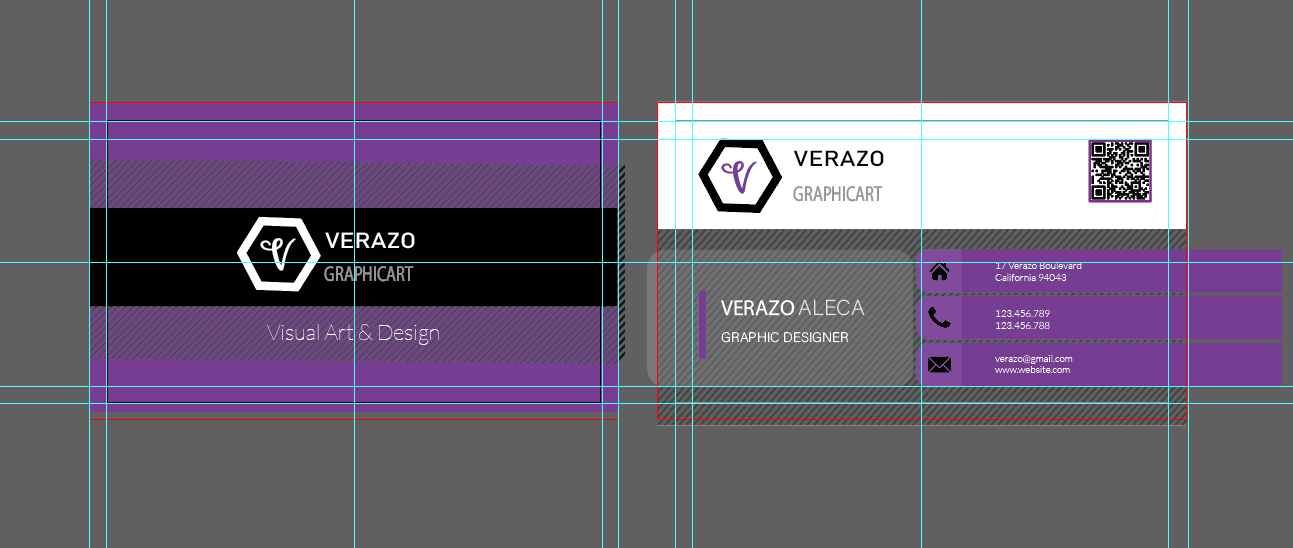 V
VERAZO
GRAPHICART
Visual Art & Design
V
VERAZO
GRAPHICART
VERAZO ALECA
GRAPHIC DESIGNER
17 Verazo Boulevard
California 94043
123.456.789
123.456.788
verazo@gmail.com
www.website.com